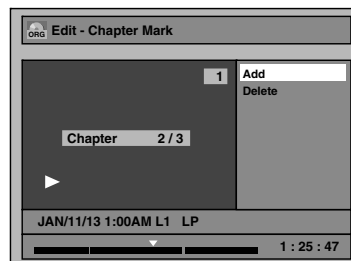 ORG Edit - Chapter Mark
1
Add
Delete
Chapter 2 / 3
JAN/11/13 1:00AM L1 LP
1 : 25 : 47